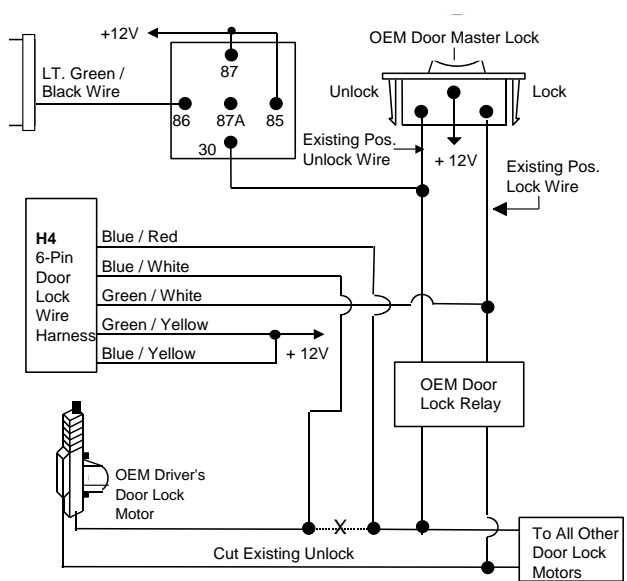 +12V
OEM Door Master Lock
LT. Green /
Black Wire
87
Unlock
Lock
86
87A
85
30
Existing Pos.
Unlock Wire
+ 12V
Existing Pos.
Lock Wire
H4
6-Pin
Door
Lock
Wire
Harness
Blue / Red
Blue / White
Green / White
Green / Yellow
Blue / Yellow
+ 12V
OEM Door
Lock Relay
OEM Driver's
Door Lock
Motor
X
Cut Existing Unlock
To All Other
Door Lock
Motors